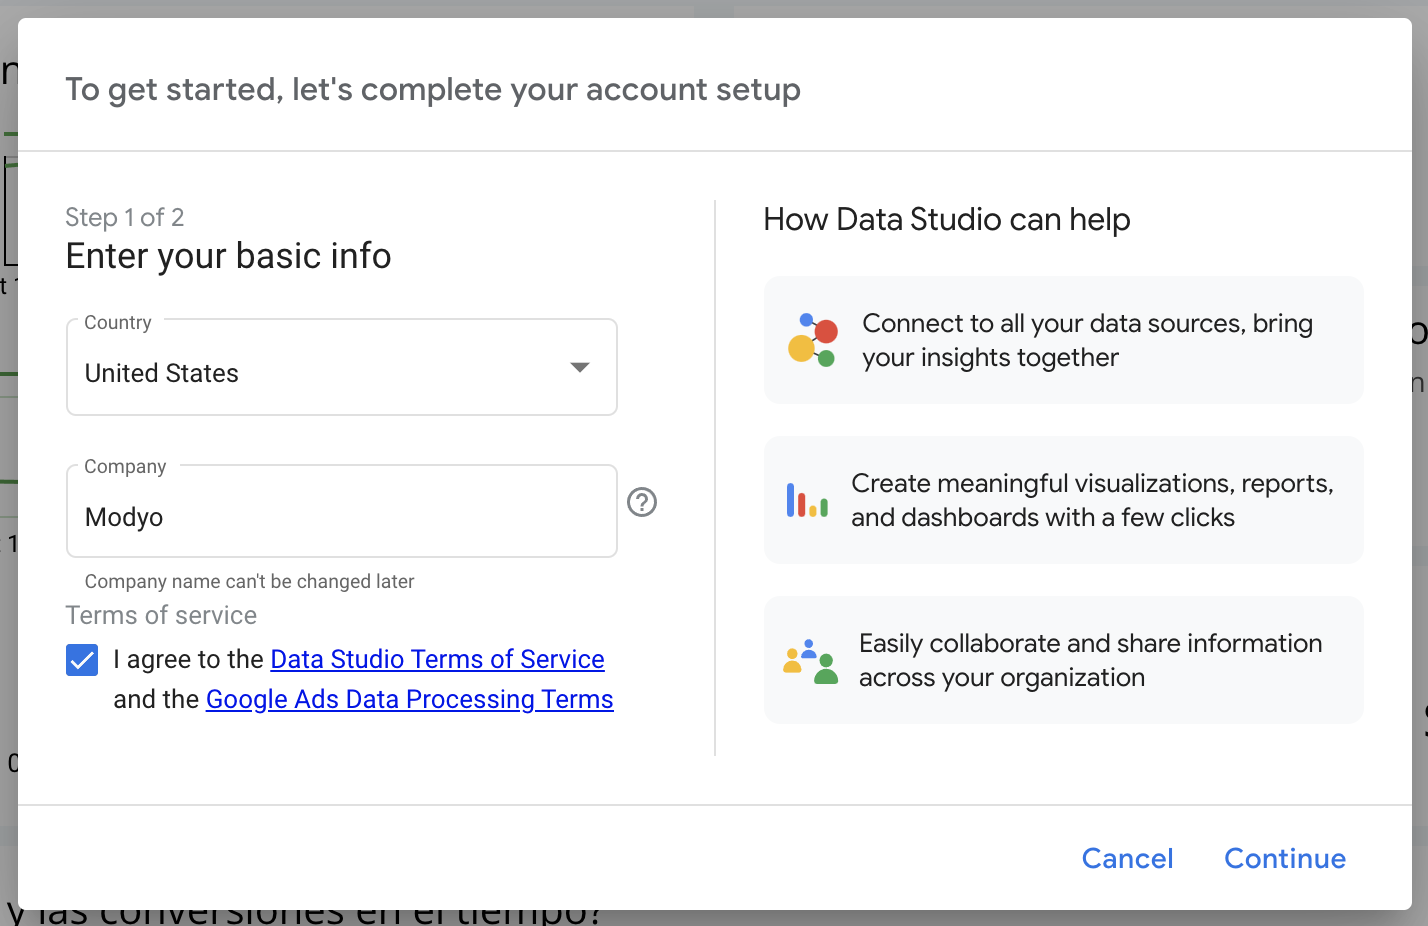 To get started, let's complete your account setup
Step 1 of 2
Enter your basic info
Country
United States
Company
Modyo
Company name can't be changed later
Terms of service
I agree to the Data Studio Terms of Service
and the Google Ads Data Processing Terms
How Data Studio can help
Connect to all your data sources, bring
your insights together
Create meaningful visualizations, reports,
and dashboards with a few clicks
Easily collaborate and share information
across your organization
Cancel
Continue
y las conversiones en el tiempo?